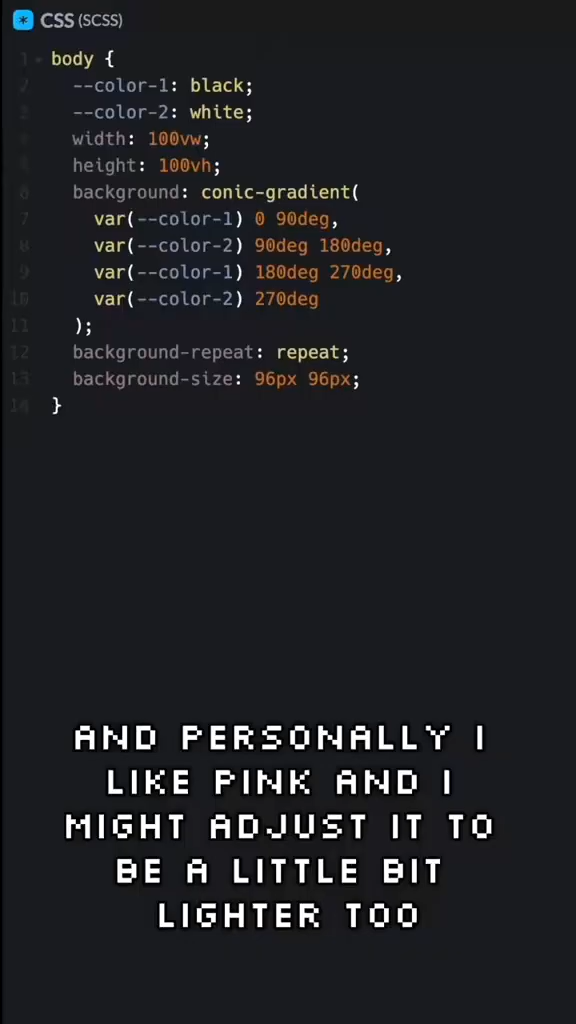 CSS (SCSS)
1 body {
2 --color-1: black;
3 --color-2: white;
4 width: 100vw;
5 height: 100vh;
6 background: conic-gradient(
7 var(--color-1) 0 90deg,
8 var(--color-2) 90deg 180deg,
9 var(--color-1) 180deg 270deg,
10 var(--color-2) 270deg
11 );
12 background-repeat: repeat;
13 background-size: 96px 96px;
14 }
AND PERSONALLY I
LIKE PINK AND I
MIGHT ADJUST IT TO
BE A LITTLE BIT
LIGHTER TOO